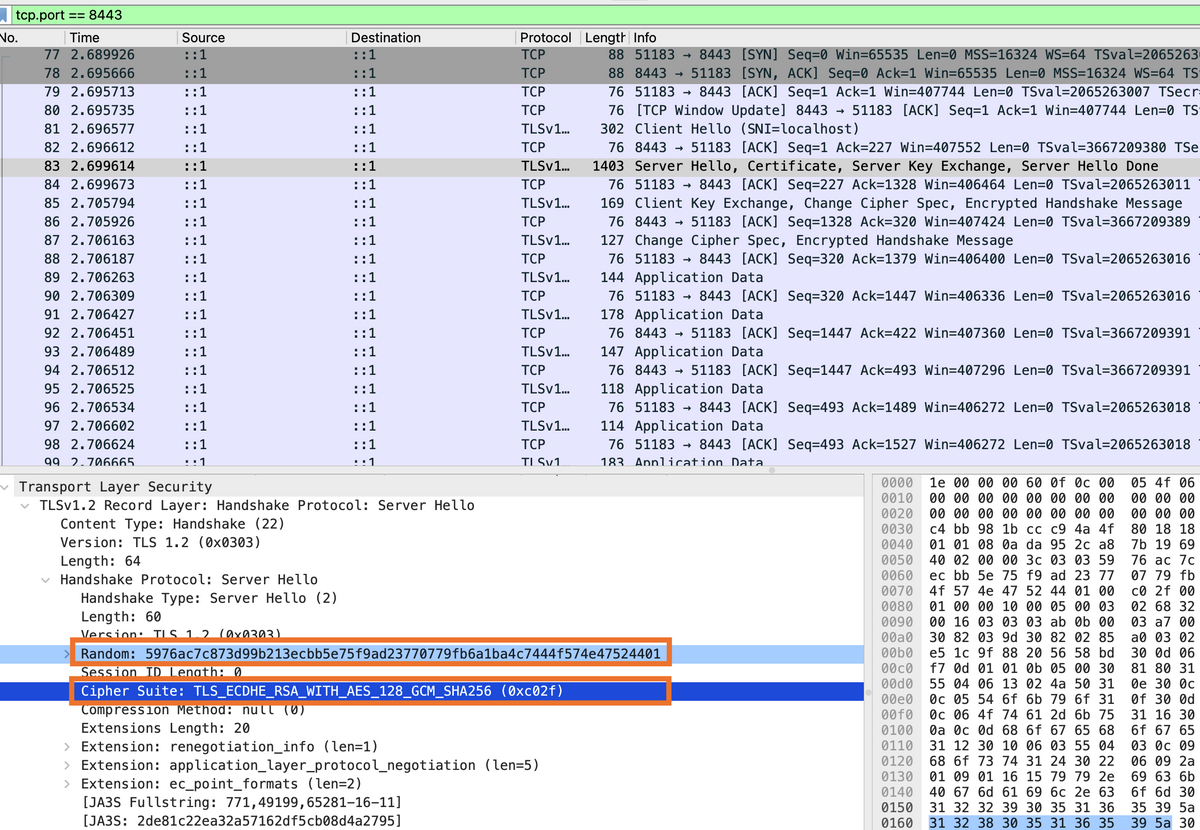 tcp.port == 8443
No. Time Source Destination Protocol Length Info
77 2.689926 ::1 ::1 TCP 88 51183 → 8443 [SYN] Seq=0 Win=65535 Len=0 MSS=16324 WS=64 TSval=2065263
78 2.695666 ::1 ::1 TCP 88 8443 → 51183 [SYN, ACK] Seq=0 Ack=1 Win=65535 Len=0 MSS=16324 WS=64 TS
79 2.695713 ::1 ::1 TCP 76 51183 → 8443 [ACK] Seq=1 Ack=1 Win=407744 Len=0 TSval=2065263007 TSecr
80 2.695735 ::1 ::1 TCP 76 [TCP Window Update] 8443 → 51183 [ACK] Seq=1 Ack=1 Win=407744 Len=0 TS
81 2.696577 ::1 ::1 TLSv1… 302 Client Hello (SNI=localhost)
82 2.696612 ::1 ::1 TCP 76 8443 → 51183 [ACK] Seq=1 Ack=227 Win=407552 Len=0 TSval=3667209380 TSe
83 2.699614 ::1 ::1 TLSv1… 1403 Server Hello, Certificate, Server Key Exchange, Server Hello Done
84 2.699673 ::1 ::1 TCP 76 51183 → 8443 [ACK] Seq=227 Ack=1328 Win=406464 Len=0 TSval=2065263011
85 2.705794 ::1 ::1 TLSv1… 169 Client Key Exchange, Change Cipher Spec, Encrypted Handshake Message
86 2.705926 ::1 ::1 TCP 76 8443 → 51183 [ACK] Seq=1328 Ack=320 Win=407424 Len=0 TSval=3667209389
87 2.706163 ::1 ::1 TLSv1… 127 Change Cipher Spec, Encrypted Handshake Message
88 2.706187 ::1 ::1 TCP 76 51183 → 8443 [ACK] Seq=320 Ack=1379 Win=406400 Len=0 TSval=2065263016
89 2.706263 ::1 ::1 TLSv1… 144 Application Data
90 2.706309 ::1 ::1 TCP 76 51183 → 8443 [ACK] Seq=320 Ack=1447 Win=406336 Len=0 TSval=2065263016
91 2.706427 ::1 ::1 TLSv1… 178 Application Data
92 2.706451 ::1 ::1 TCP 76 8443 → 51183 [ACK] Seq=1447 Ack=422 Win=407360 Len=0 TSval=3667209391
93 2.706489 ::1 ::1 TLSv1… 147 Application Data
94 2.706512 ::1 ::1 TCP 76 8443 → 51183 [ACK] Seq=1447 Ack=493 Win=407296 Len=0 TSval=3667209391
95 2.706525 ::1 ::1 TLSv1… 118 Application Data
96 2.706534 ::1 ::1 TCP 76 51183 → 8443 [ACK] Seq=493 Ack=1489 Win=406272 Len=0 TSval=2065263018
97 2.706602 ::1 ::1 TLSv1… 114 Application Data
98 2.706624 ::1 ::1 TCP 76 51183 → 8443 [ACK] Seq=493 Ack=1527 Win=406272 Len=0 TSval=2065263018
99 2.706665 ::1 ::1 TLSv1… 183 Application Data
Transport Layer Security
TLSv1.2 Record Layer: Handshake Protocol: Server Hello
Content Type: Handshake (22)
Version: TLS 1.2 (0x0303)
Length: 64
Handshake Protocol: Server Hello
Handshake Type: Server Hello (2)
Length: 60
Version: TLS 1.2 (0x0303)
Random: 5976ac7c873d99b213ecbb5e75f9ad23770779fb6a1ba4c7444f574e47524401
Session ID Length: 0
Cipher Suite: TLS_ECDHE_RSA_WITH_AES_128_GCM_SHA256 (0xc02f)
Compression Method: null (0)
Extensions Length: 20
Extension: renegotiation_info (len=1)
Extension: application_layer_protocol_negotiation (len=5)
Extension: ec_point_formats (len=2)
[JA3S Fullstring: 771,49199,65281-16-11]
[JA3S: 2de81c22ea32a57162df5cb08d4a2795]
0000 1e 00 00 00 60 0f 0c 00 05 4f 06
0010 00 00 00 00 00 00 00 00 00 00 00
0020 00 00 00 00 00 00 00 00 00 00 00
0030 c4 bb 98 1b cc c9 4a 4f 80 18 18
0040 01 01 08 0a da 95 2c a8 7b 19 69
0050 40 02 00 00 3c 03 03 59 76 ac 7c
0060 ec bb 5e 75 f9 ad 23 77 07 79 fb
0070 4f 57 4e 47 52 44 01 00 c0 2f 00
0080 01 00 00 10 00 05 00 03 02 68 32
0090 00 16 03 03 03 ab 0b 00 03 a7 00
00a0 30 82 03 9d 30 82 02 85 a0 03 02
00b0 e5 1c 9f 88 20 56 58 bd 30 0d 06
00c0 f7 0d 01 01 0b 05 00 30 81 80 31
00d0 55 04 06 13 02 4a 50 31 0e 30 0c
00e0 0c 05 54 6f 6b 79 6f 31 0f 30 0d
00f0 0c 06 4f 74 61 2d 6b 75 31 16 30
0100 0a 0c 0d 68 6f 67 65 68 6f 67 65
0110 31 12 30 10 06 03 55 04 03 0c 09
0120 68 6f 73 74 31 24 30 22 06 09 2a
0130 01 09 01 16 15 79 79 2e 69 63 6b
0140 40 67 6d 61 69 6c 2e 63 6f 6d 30
0150 31 32 32 39 30 35 31 36 35 39 5a
0160 31 32 38 30 35 31 36 35 39 5a 30